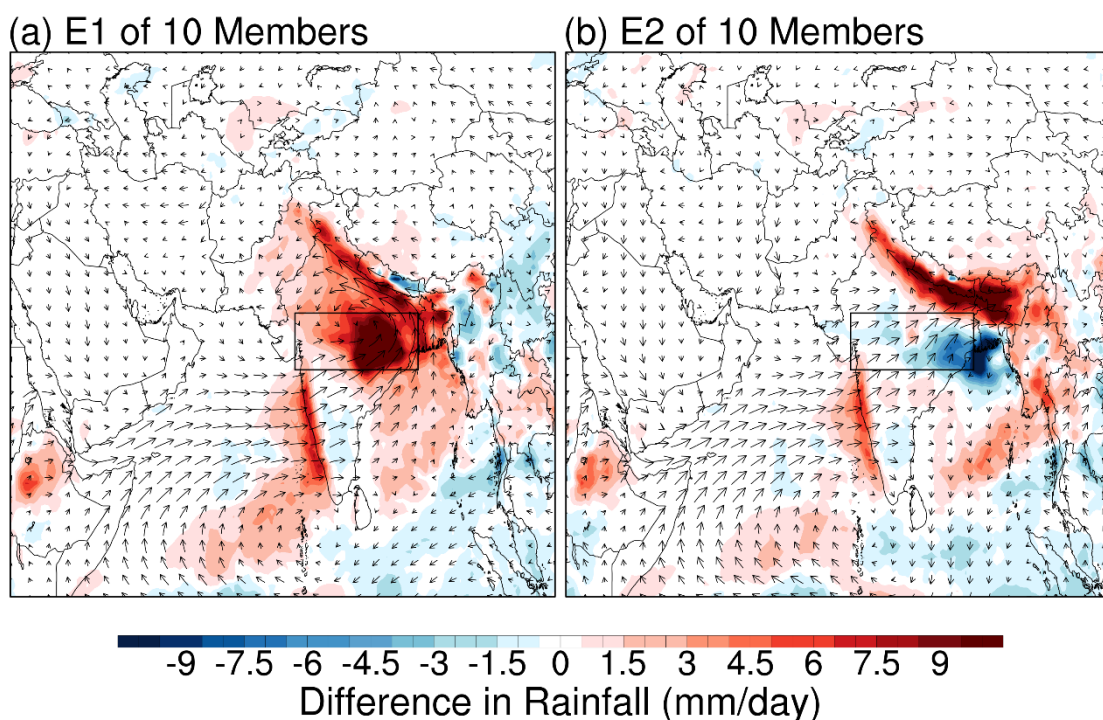 (a) E1 of 10 Members
(b) E2 of 10 Members
-9 -7.5 -6 -4.5 -3 -1.5 0 1.5 3 4.5 6 7.5 9
Difference in Rainfall (mm/day)